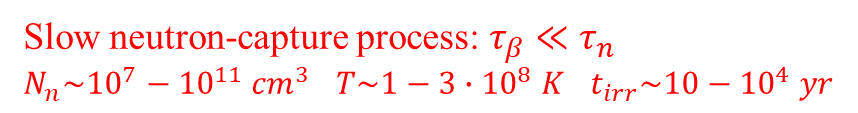 Slow neutron-capture process: τ_β ≪ τ_n
N_n~10^7 − 10^11 cm^3 T~1 − 3 · 10^8 K t_irr~10 − 10^4 yr